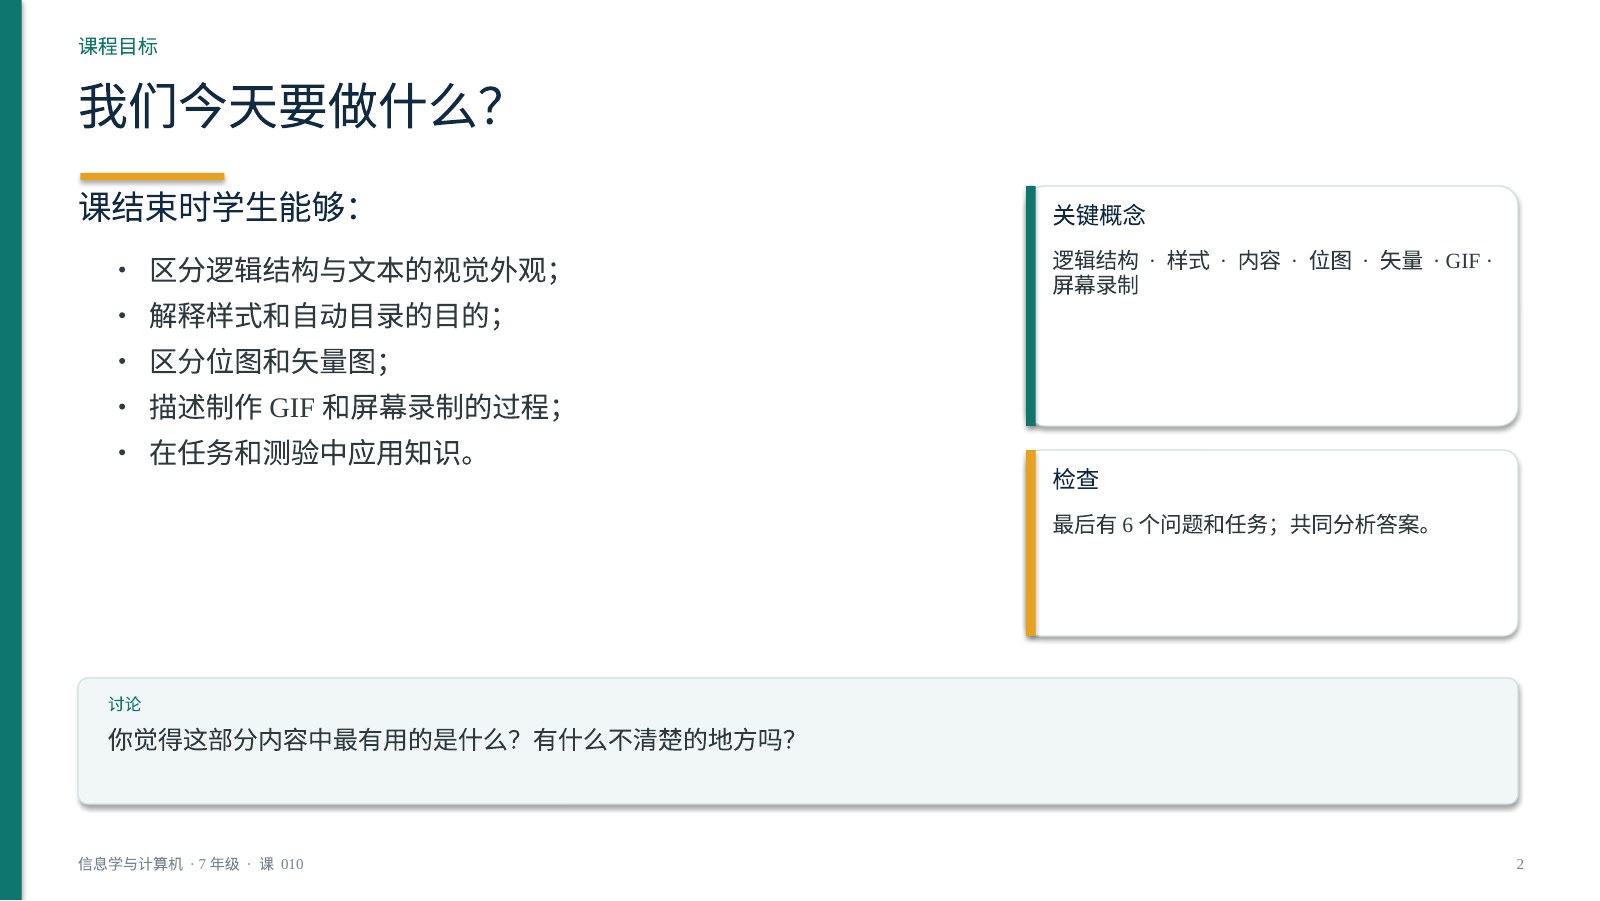 课程目标
我们今天要做什么？
课结束时学生能够：
• 区分逻辑结构与文本的视觉外观；
• 解释样式和自动目录的目的；
• 区分位图和矢量图；
• 描述制作 GIF 和屏幕录制的过程；
• 在任务和测验中应用知识。
关键概念
逻辑结构 · 样式 · 内容 · 位图 · 矢量 · GIF ·
屏幕录制
检查
最后有 6 个问题和任务；共同分析答案。
讨论
你觉得这部分内容中最有用的是什么？有什么不清楚的地方吗？
信息学与计算机 · 7 年级 · 课 010
2